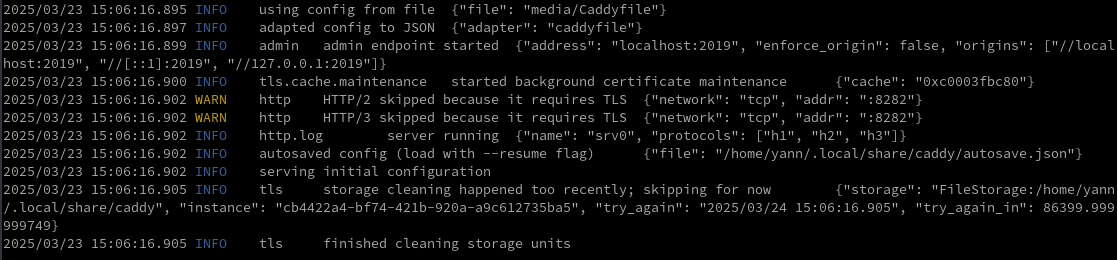 2025/03/23 15:06:16.895 INFO    using config from file  {"file": "media/Caddyfile"}
2025/03/23 15:06:16.897 INFO    adapted config to JSON  {"adapter": "caddyfile"}
2025/03/23 15:06:16.899 INFO    admin   admin endpoint started  {"address": "localhost:2019", "enforce_origin": false, "origins": ["//local
host:2019", "//[::1]:2019", "//127.0.0.1:2019"]}
2025/03/23 15:06:16.900 INFO    tls.cache.maintenance   started background certificate maintenance      {"cache": "0xc0003fbc80"}
2025/03/23 15:06:16.902 WARN    http    HTTP/2 skipped because it requires TLS  {"network": "tcp", "addr": ":8282"}
2025/03/23 15:06:16.902 WARN    http    HTTP/3 skipped because it requires TLS  {"network": "tcp", "addr": ":8282"}
2025/03/23 15:06:16.902 INFO    http.log        server running  {"name": "srv0", "protocols": ["h1", "h2", "h3"]}
2025/03/23 15:06:16.902 INFO    autosaved config (load with --resume flag)      {"file": "/home/yann/.local/share/caddy/autosave.json"}
2025/03/23 15:06:16.902 INFO    serving initial configuration
2025/03/23 15:06:16.905 INFO    tls     storage cleaning happened too recently; skipping for now        {"storage": "FileStorage:/home/yann
/.local/share/caddy", "instance": "cb4422a4-bf74-421b-920a-a9c612735ba5", "try_again": "2025/03/24 15:06:16.905", "try_again_in": 86399.999
999749}
2025/03/23 15:06:16.905 INFO    tls     finished cleaning storage units